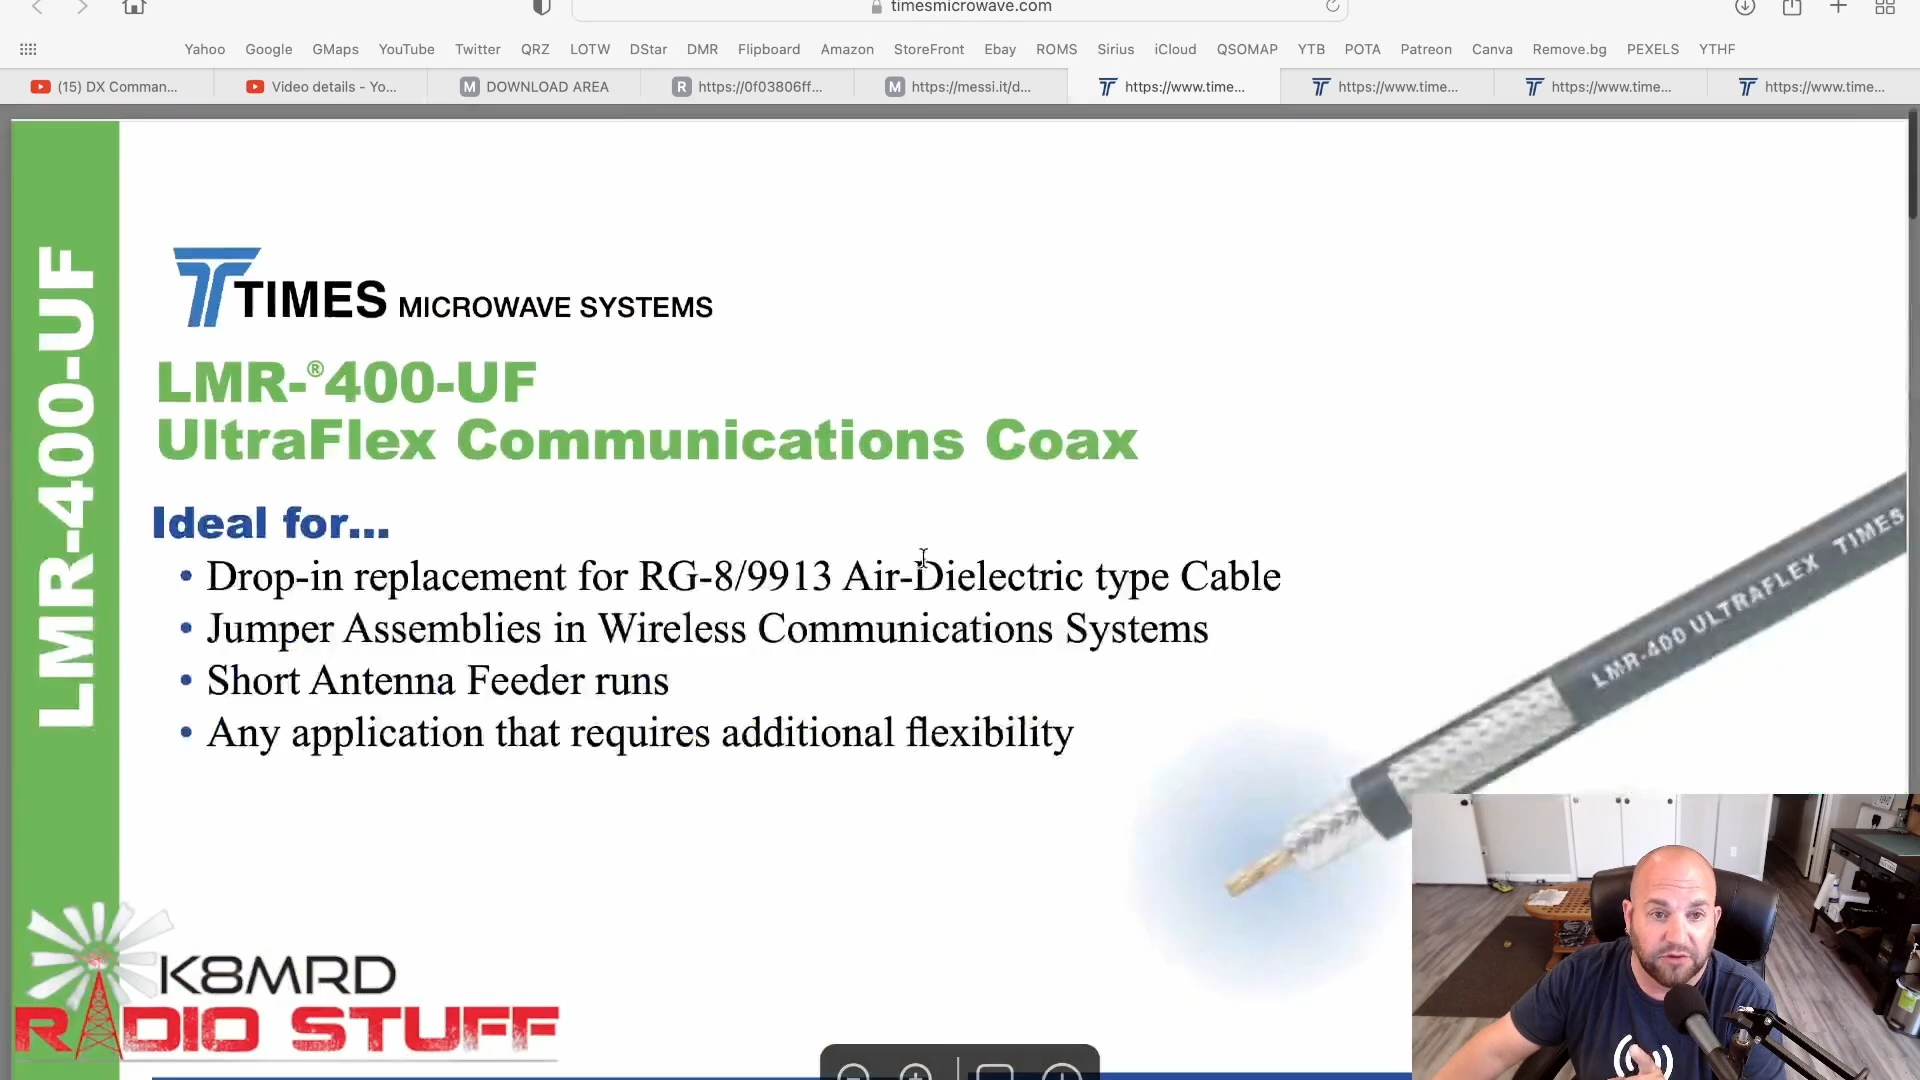 timesmicrowave.com
Yahoo Google GMaps YouTube Twitter QRZ LOTW DStar DMR Flipboard Amazon StoreFront Ebay ROMS Sirius iCloud QSOMAP YTB POTA Patreon Canva Remove.bg PEXELS YTHF
(15) DX Comman... Video details - Yo... M DOWNLOAD AREA R https://0f03806ff... M https://messi.it/d... https://www.time... https://www.time... https://www.time... https://www.time...
LMR-400-UF
TIMES MICROWAVE SYSTEMS
LMR-®400-UF
UltraFlex Communications Coax
Ideal for...
• Drop-in replacement for RG-8/9913 Air-Dielectric type Cable
• Jumper Assemblies in Wireless Communications Systems
• Short Antenna Feeder runs
• Any application that requires additional flexibility
LMR-400 ULTRAFLEX TIMES
K8MRD
RADIO STUFF